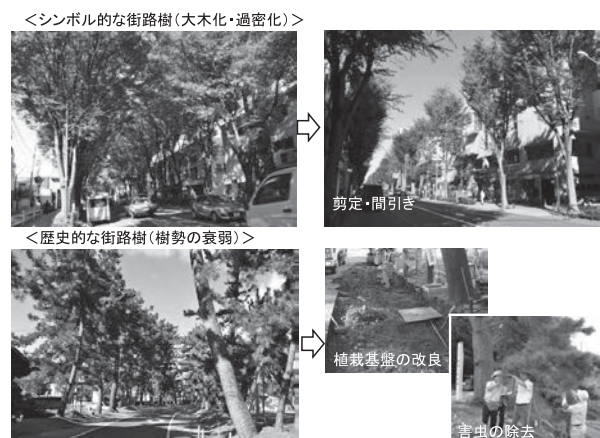 <シンボル的な街路樹(大木化・過密化)>
剪定・間引き
<歴史的な街路樹(樹勢の衰弱)>
植栽基盤の改良
害虫の除去